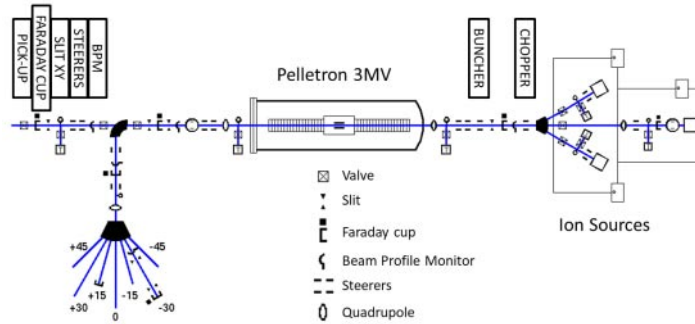 PICK-UP
FARADAY CUP
SLIT XY
STEERERS
BPM
BUNCHER
CHOPPER
Pelletron 3MV
Ion Sources
Valve
Slit
Faraday cup
Beam Profile Monitor
Steerers
Quadrupole
+45
-45
+30
+15
0
-15
-30